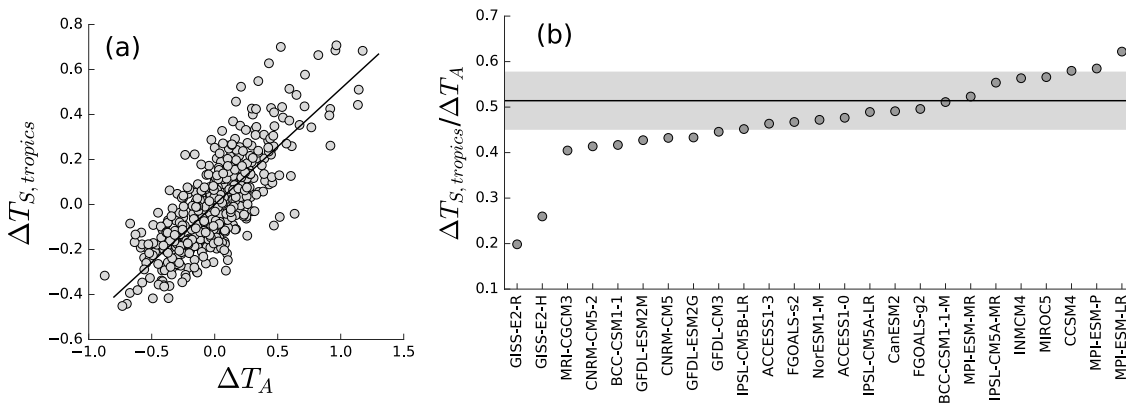 (a)
ΔT_{S,tropics}
0.8
0.6
0.4
0.2
0.0
−0.2
−0.4
−0.6
−1.0 −0.5 0.0 0.5 1.0 1.5
ΔT_A
(b)
ΔT_{S,tropics}/ΔT_A
0.7
0.6
0.5
0.4
0.3
0.2
0.1
GISS-E2-R
GISS-E2-H
MRI-CGCM3
CNRM-CM5-2
BCC-CSM1-1
GFDL-ESM2M
CNRM-CM5
GFDL-ESM2G
GFDL-CM3
IPSL-CM5B-LR
ACCESS1-3
FGOALS-s2
NorESM1-M
ACCESS1-0
IPSL-CM5A-LR
CanESM2
FGOALS-g2
BCC-CSM1-1-M
MPI-ESM-MR
IPSL-CM5A-MR
INMCM4
MIROC5
CCSM4
MPI-ESM-P
MPI-ESM-LR